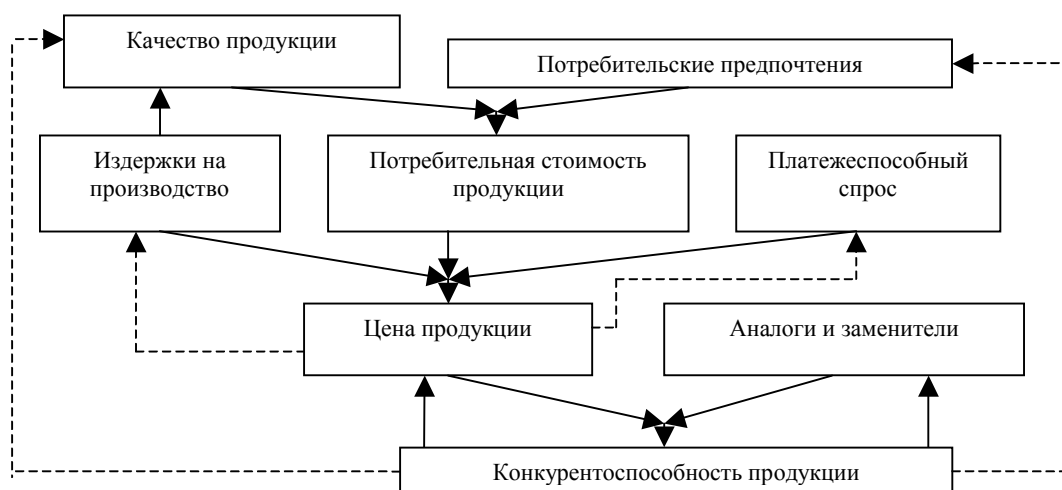 Качество продукции
Потребительские предпочтения
Издержки на
производство
Потребительная стоимость
продукции
Платежеспособный
спрос
Цена продукции
Аналоги и заменители
Конкурентоспособность продукции